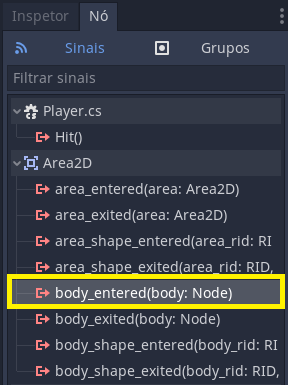 Inspetor
Nó
Sinais
Grupos
Filtrar sinais
Player.cs
Hit()
Area2D
area_entered(area: Area2D)
area_exited(area: Area2D)
area_shape_entered(area_rid: RI
area_shape_exited(area_rid: RID,
body_entered(body: Node)
body_exited(body: Node)
body_shape_entered(body_rid: RI
body_shape_exited(body_rid: RID,